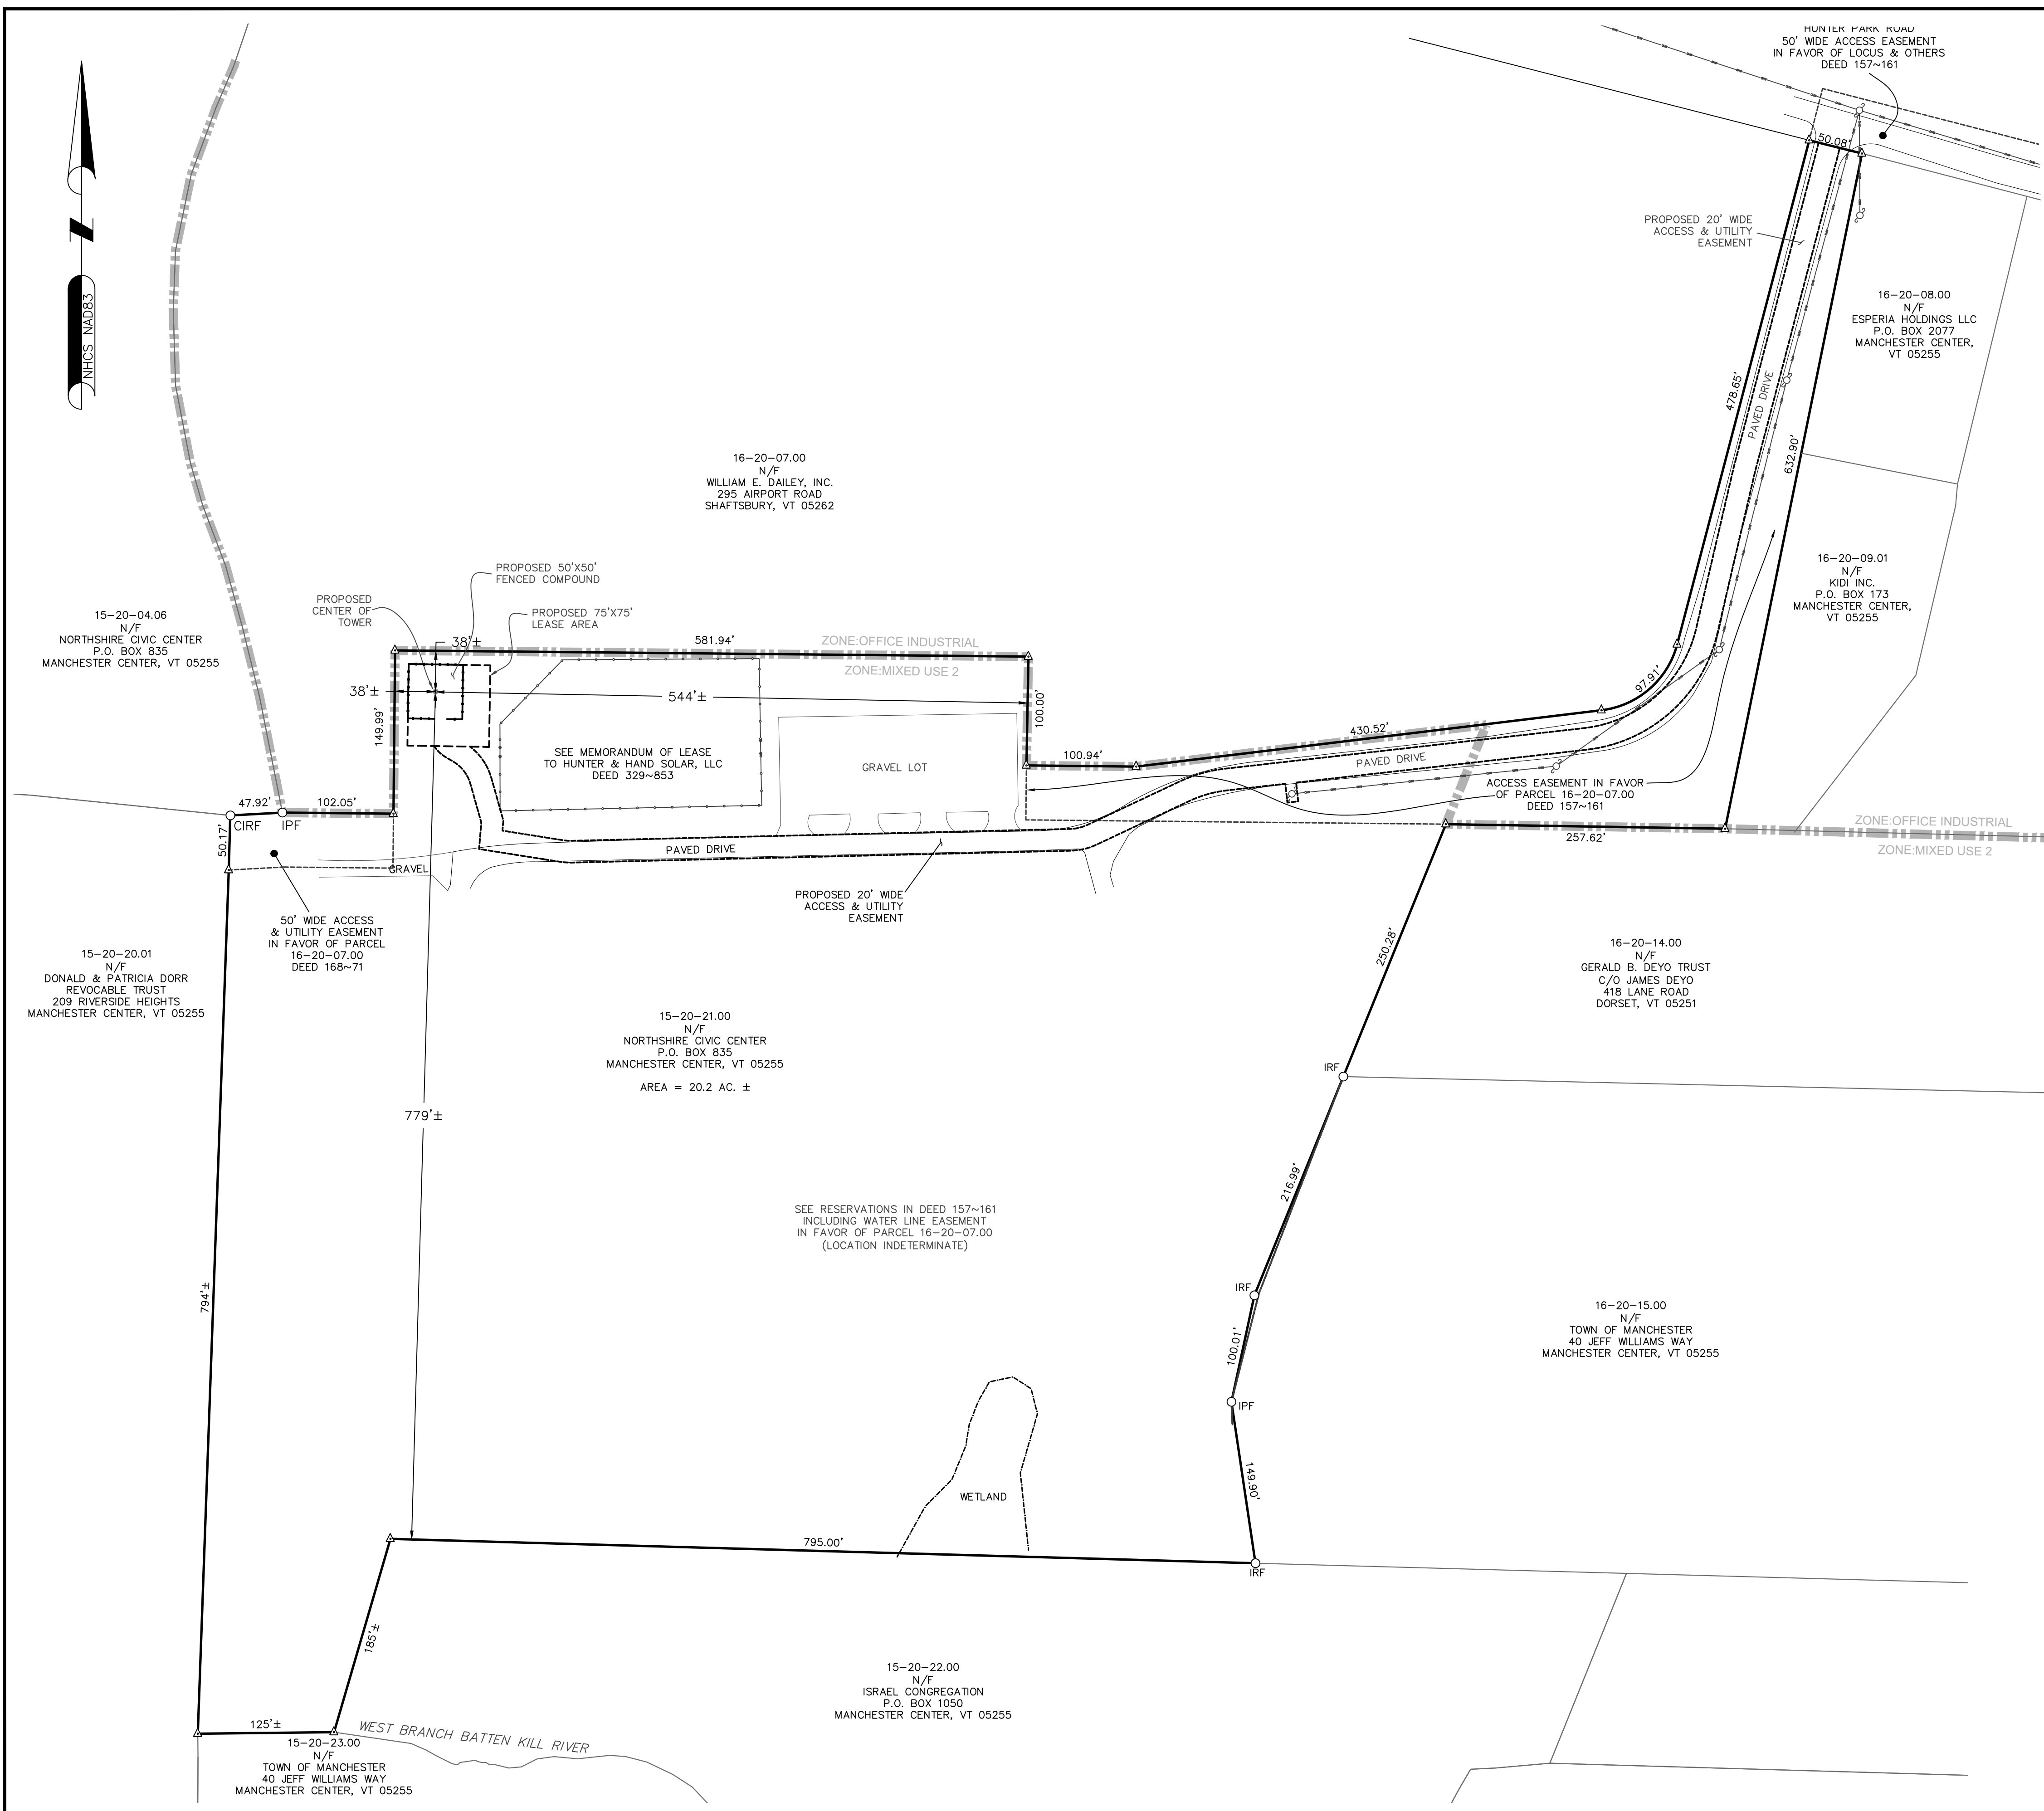 HUNTER PARK ROAD
50' WIDE ACCESS EASEMENT
IN FAVOR OF LOCUS & OTHERS
DEED 157~161
50.08'
N
NHCS NAD83
PROPOSED 20' WIDE
ACCESS & UTILITY
EASEMENT
16-20-08.00
N/F
ESPERIA HOLDINGS LLC
P.O. BOX 2077
MANCHESTER CENTER,
VT 05255
478.65'
PAVED DRIVE
632.90'
16-20-07.00
N/F
WILLIAM E. DAILEY, INC.
295 AIRPORT ROAD
SHAFTSBURY, VT 05262
16-20-09.01
N/F
KIDI INC.
P.O. BOX 173
MANCHESTER CENTER,
VT 05255
PROPOSED 50'X50'
FENCED COMPOUND
PROPOSED
CENTER OF
TOWER
PROPOSED 75'X75'
LEASE AREA
15-20-04.06
N/F
NORTHSHIRE CIVIC CENTER
P.O. BOX 835
MANCHESTER CENTER, VT 05255
38'±
581.94'
ZONE:OFFICE INDUSTRIAL
ZONE:MIXED USE 2
38'±
544'±
149.99'
100.00'
97.91'
430.52'
100.94'
PAVED DRIVE
SEE MEMORANDUM OF LEASE
TO HUNTER & HAND SOLAR, LLC
DEED 329~853
GRAVEL LOT
ACCESS EASEMENT IN FAVOR
OF PARCEL 16-20-07.00
DEED 157~161
47.92'
102.05'
CIRF
IPF
50.17'
257.62'
ZONE:OFFICE INDUSTRIAL
ZONE:MIXED USE 2
PAVED DRIVE
GRAVEL
PROPOSED 20' WIDE
ACCESS & UTILITY
EASEMENT
50' WIDE ACCESS
& UTILITY EASEMENT
IN FAVOR OF PARCEL
16-20-07.00
DEED 168~71
15-20-20.01
N/F
DONALD & PATRICIA DORR
REVOCABLE TRUST
209 RIVERSIDE HEIGHTS
MANCHESTER CENTER, VT 05255
250.28'
16-20-14.00
N/F
GERALD B. DEYO TRUST
C/O JAMES DEYO
418 LANE ROAD
DORSET, VT 05251
15-20-21.00
N/F
NORTHSHIRE CIVIC CENTER
P.O. BOX 835
MANCHESTER CENTER, VT 05255
AREA = 20.2 AC. ±
IRF
779'±
216.99'
SEE RESERVATIONS IN DEED 157~161
INCLUDING WATER LINE EASEMENT
IN FAVOR OF PARCEL 16-20-07.00
(LOCATION INDETERMINATE)
794'±
IRF
16-20-15.00
N/F
TOWN OF MANCHESTER
40 JEFF WILLIAMS WAY
MANCHESTER CENTER, VT 05255
100.01'
IPF
149.90'
WETLAND
795.00'
IRF
185'±
15-20-22.00
N/F
ISRAEL CONGREGATION
P.O. BOX 1050
MANCHESTER CENTER, VT 05255
125'±
WEST BRANCH BATTEN KILL RIVER
15-20-23.00
N/F
TOWN OF MANCHESTER
40 JEFF WILLIAMS WAY
MANCHESTER CENTER, VT 05255